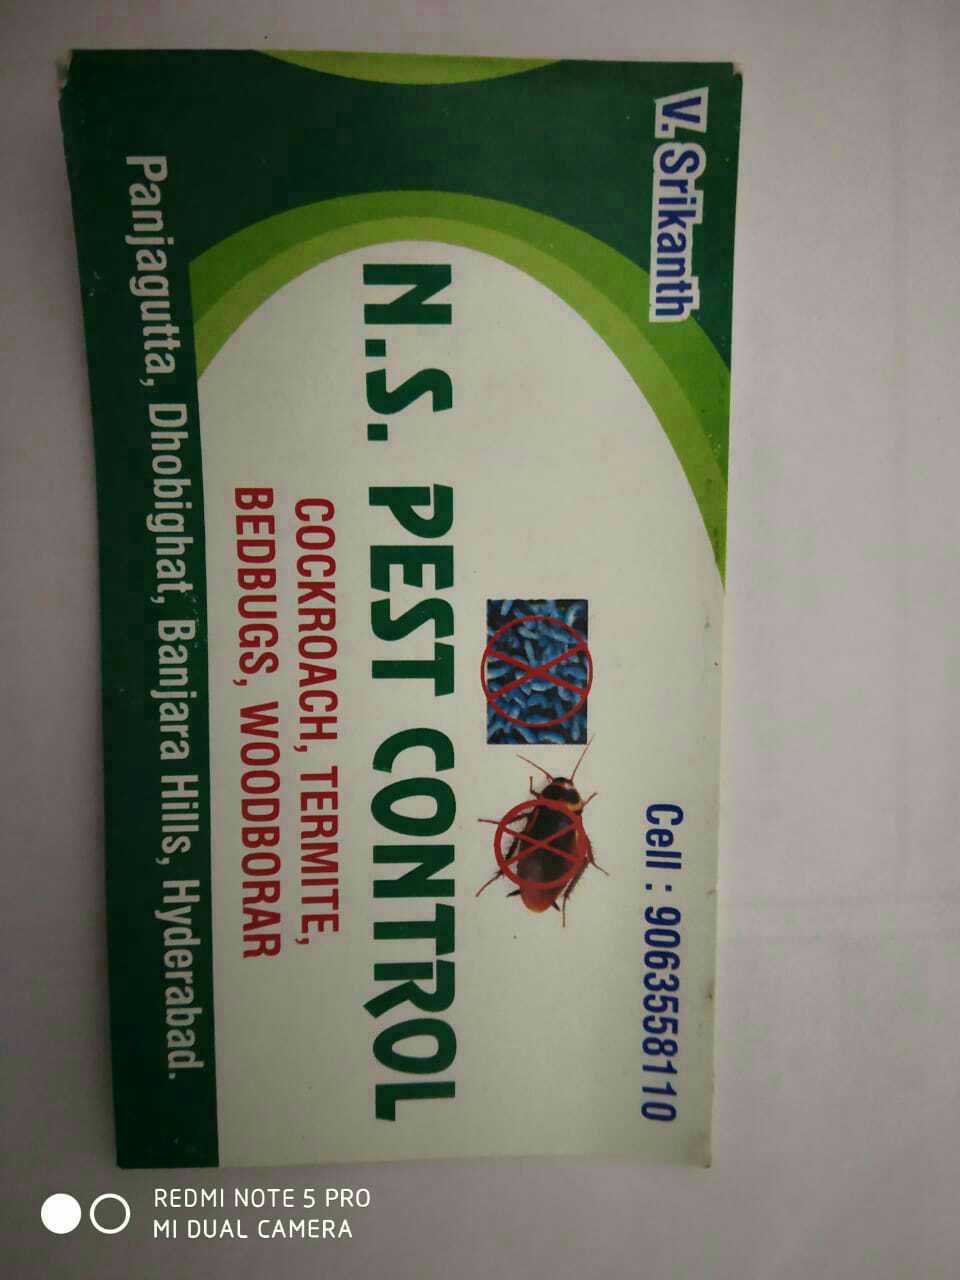 V. Srikanth
Cell : 9063558110
N.S. PEST CONTROL
COCKROACH, TERMITE,
BEDBUGS, WOODBORAR
Panjagutta, Dhobighat, Banjara Hills, Hyderabad.
REDMI NOTE 5 PRO
MI DUAL CAMERA